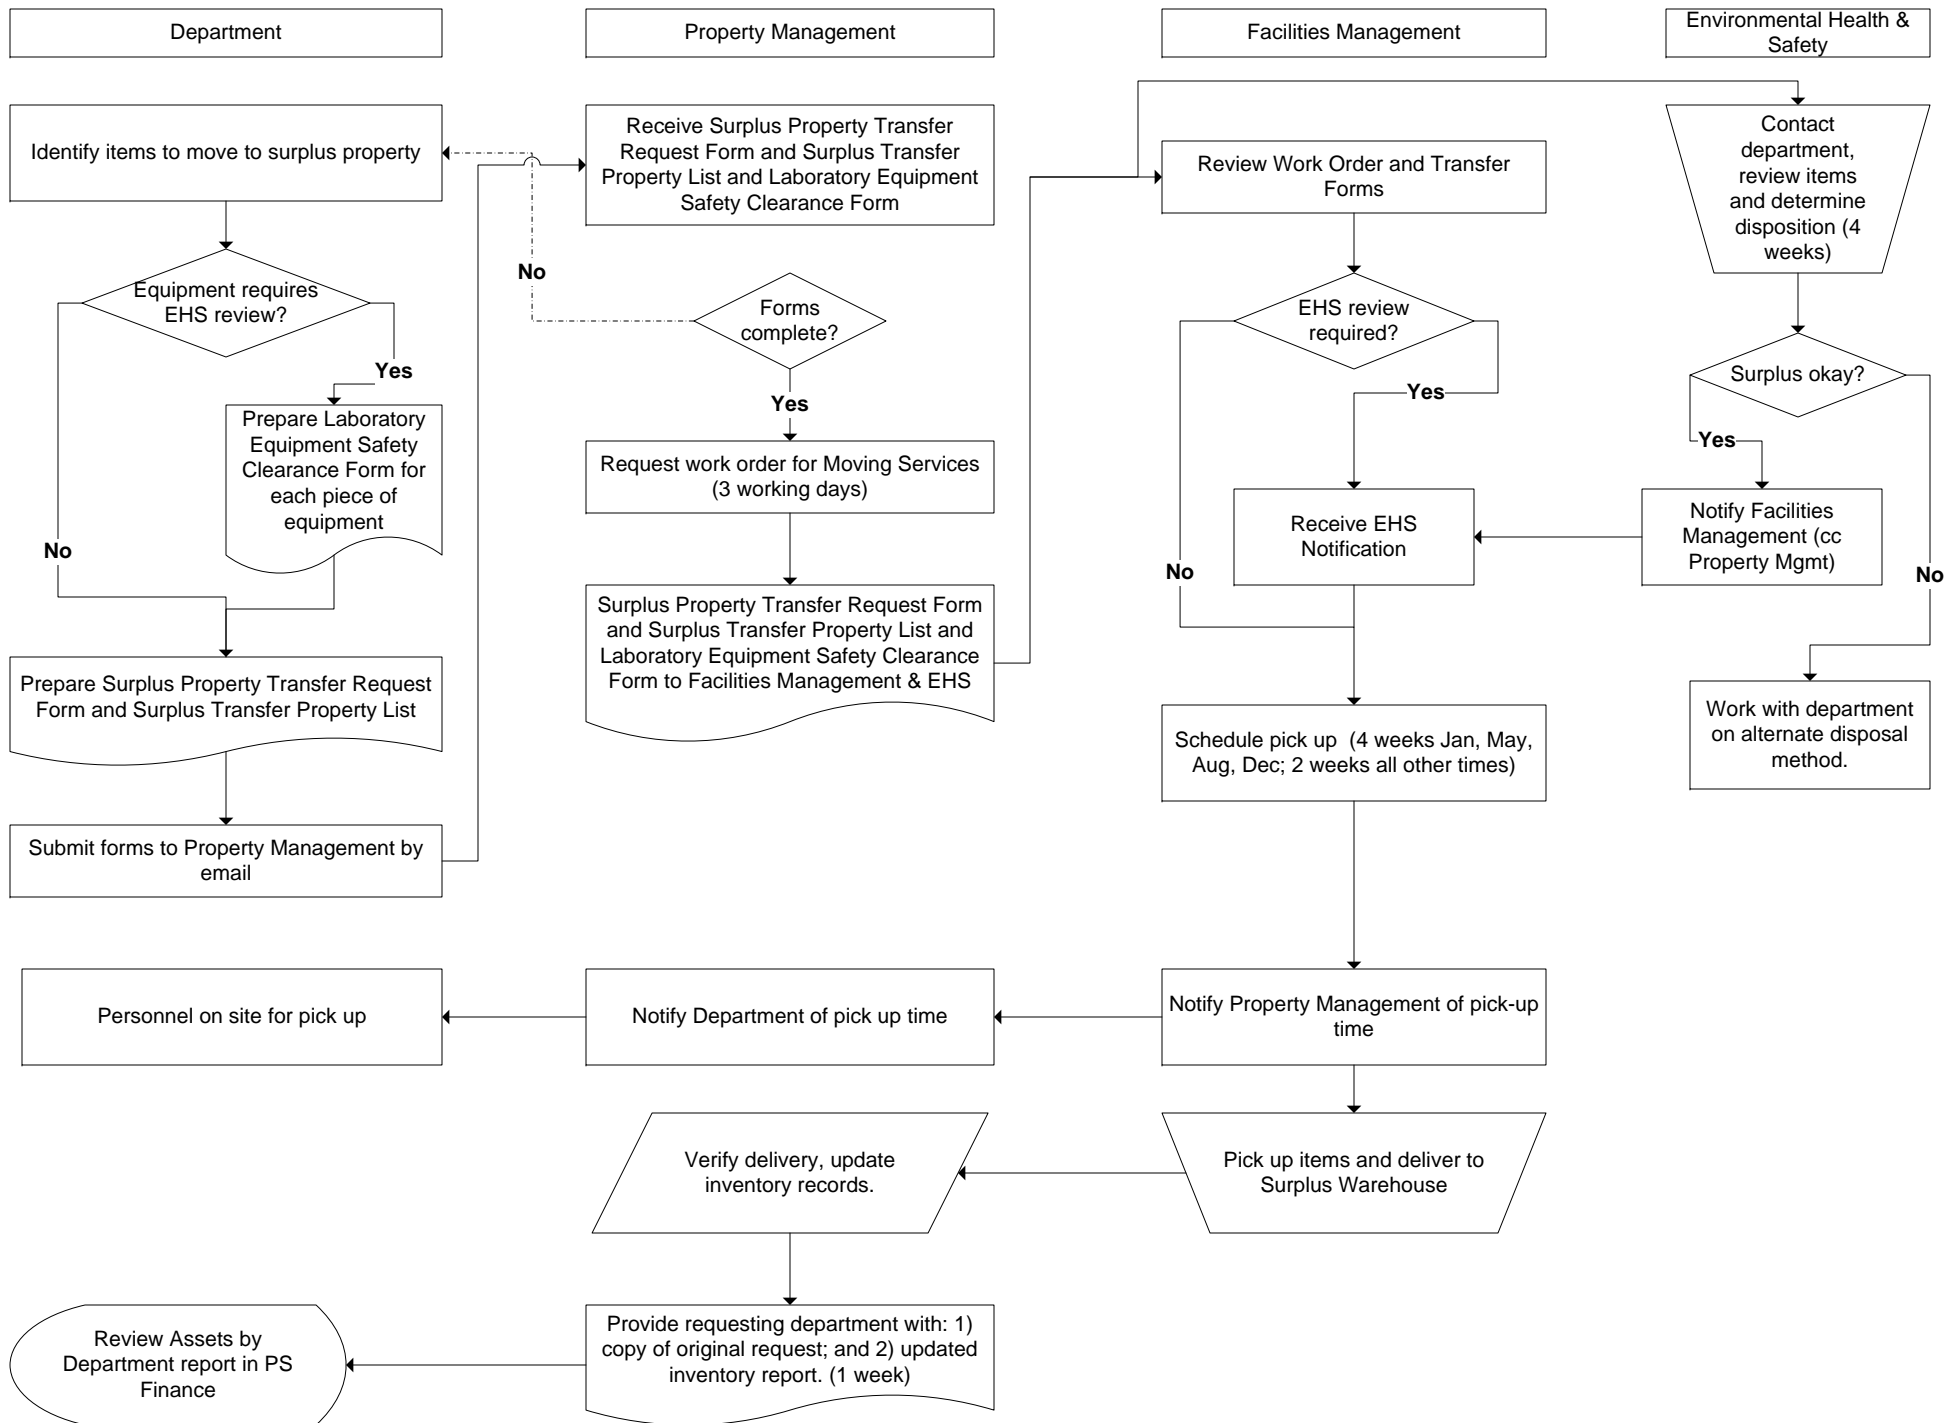 Department
Property Management
Facilities Management
Environmental Health &
Safety
Identify items to move to surplus property
Equipment requires
EHS review?
Yes
Prepare Laboratory
Equipment Safety
Clearance Form for
each piece of
equipment
No
Prepare Surplus Property Transfer Request
Form and Surplus Transfer Property List
Submit forms to Property Management by
email
Receive Surplus Property Transfer
Request Form and Surplus Transfer
Property List and Laboratory Equipment
Safety Clearance Form
No
Forms
complete?
Yes
Request work order for Moving Services
(3 working days)
Surplus Property Transfer Request Form
and Surplus Transfer Property List and
Laboratory Equipment Safety Clearance
Form to Facilities Management & EHS
Review Work Order and Transfer
Forms
EHS review
required?
Yes
Receive EHS
Notification
No
Schedule pick up  (4 weeks Jan, May,
Aug, Dec; 2 weeks all other times)
Contact
department,
review items
and determine
disposition (4
weeks)
Surplus okay?
Yes
Notify Facilities
Management (cc
Property Mgmt)
No
Work with department
on alternate disposal
method.
Personnel on site for pick up
Notify Department of pick up time
Notify Property Management of pick-up
time
Verify delivery, update
inventory records.
Pick up items and deliver to
Surplus Warehouse
Review Assets by
Department report in PS
Finance
Provide requesting department with: 1)
copy of original request; and 2) updated
inventory report. (1 week)